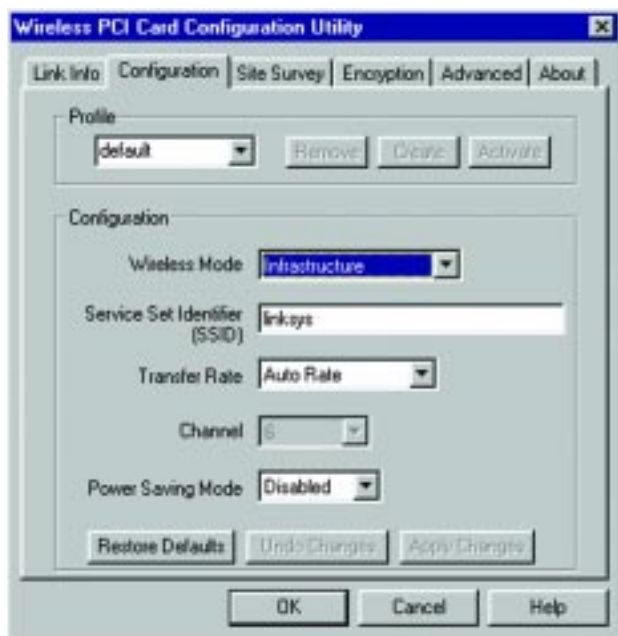 Wireless PCI Card Configuration Utility
Link Info Configuration Site Survey Encryption Advanced About
Profile
default Remove Create Activate
Configuration
Wireless Mode Infrastructure
Service Set Identifier (SSID) linksys
Transfer Rate Auto Rate
Channel 6
Power Saving Mode Disabled
Restore Defaults Undo Changes Apply Changes
OK Cancel Help